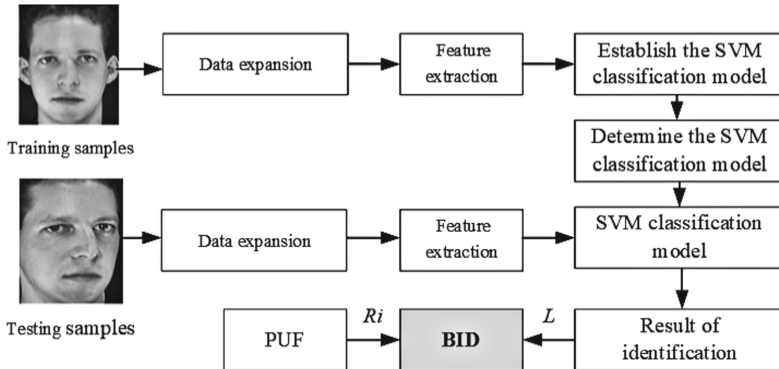 Data expansion
Feature
extraction
Establish the SVM
classification model
Training samples
Determine the SVM
classification model
Data expansion
Feature
extraction
SVM classification
model
Testing samples
PUF
Ri
BID
L
Result of
identification